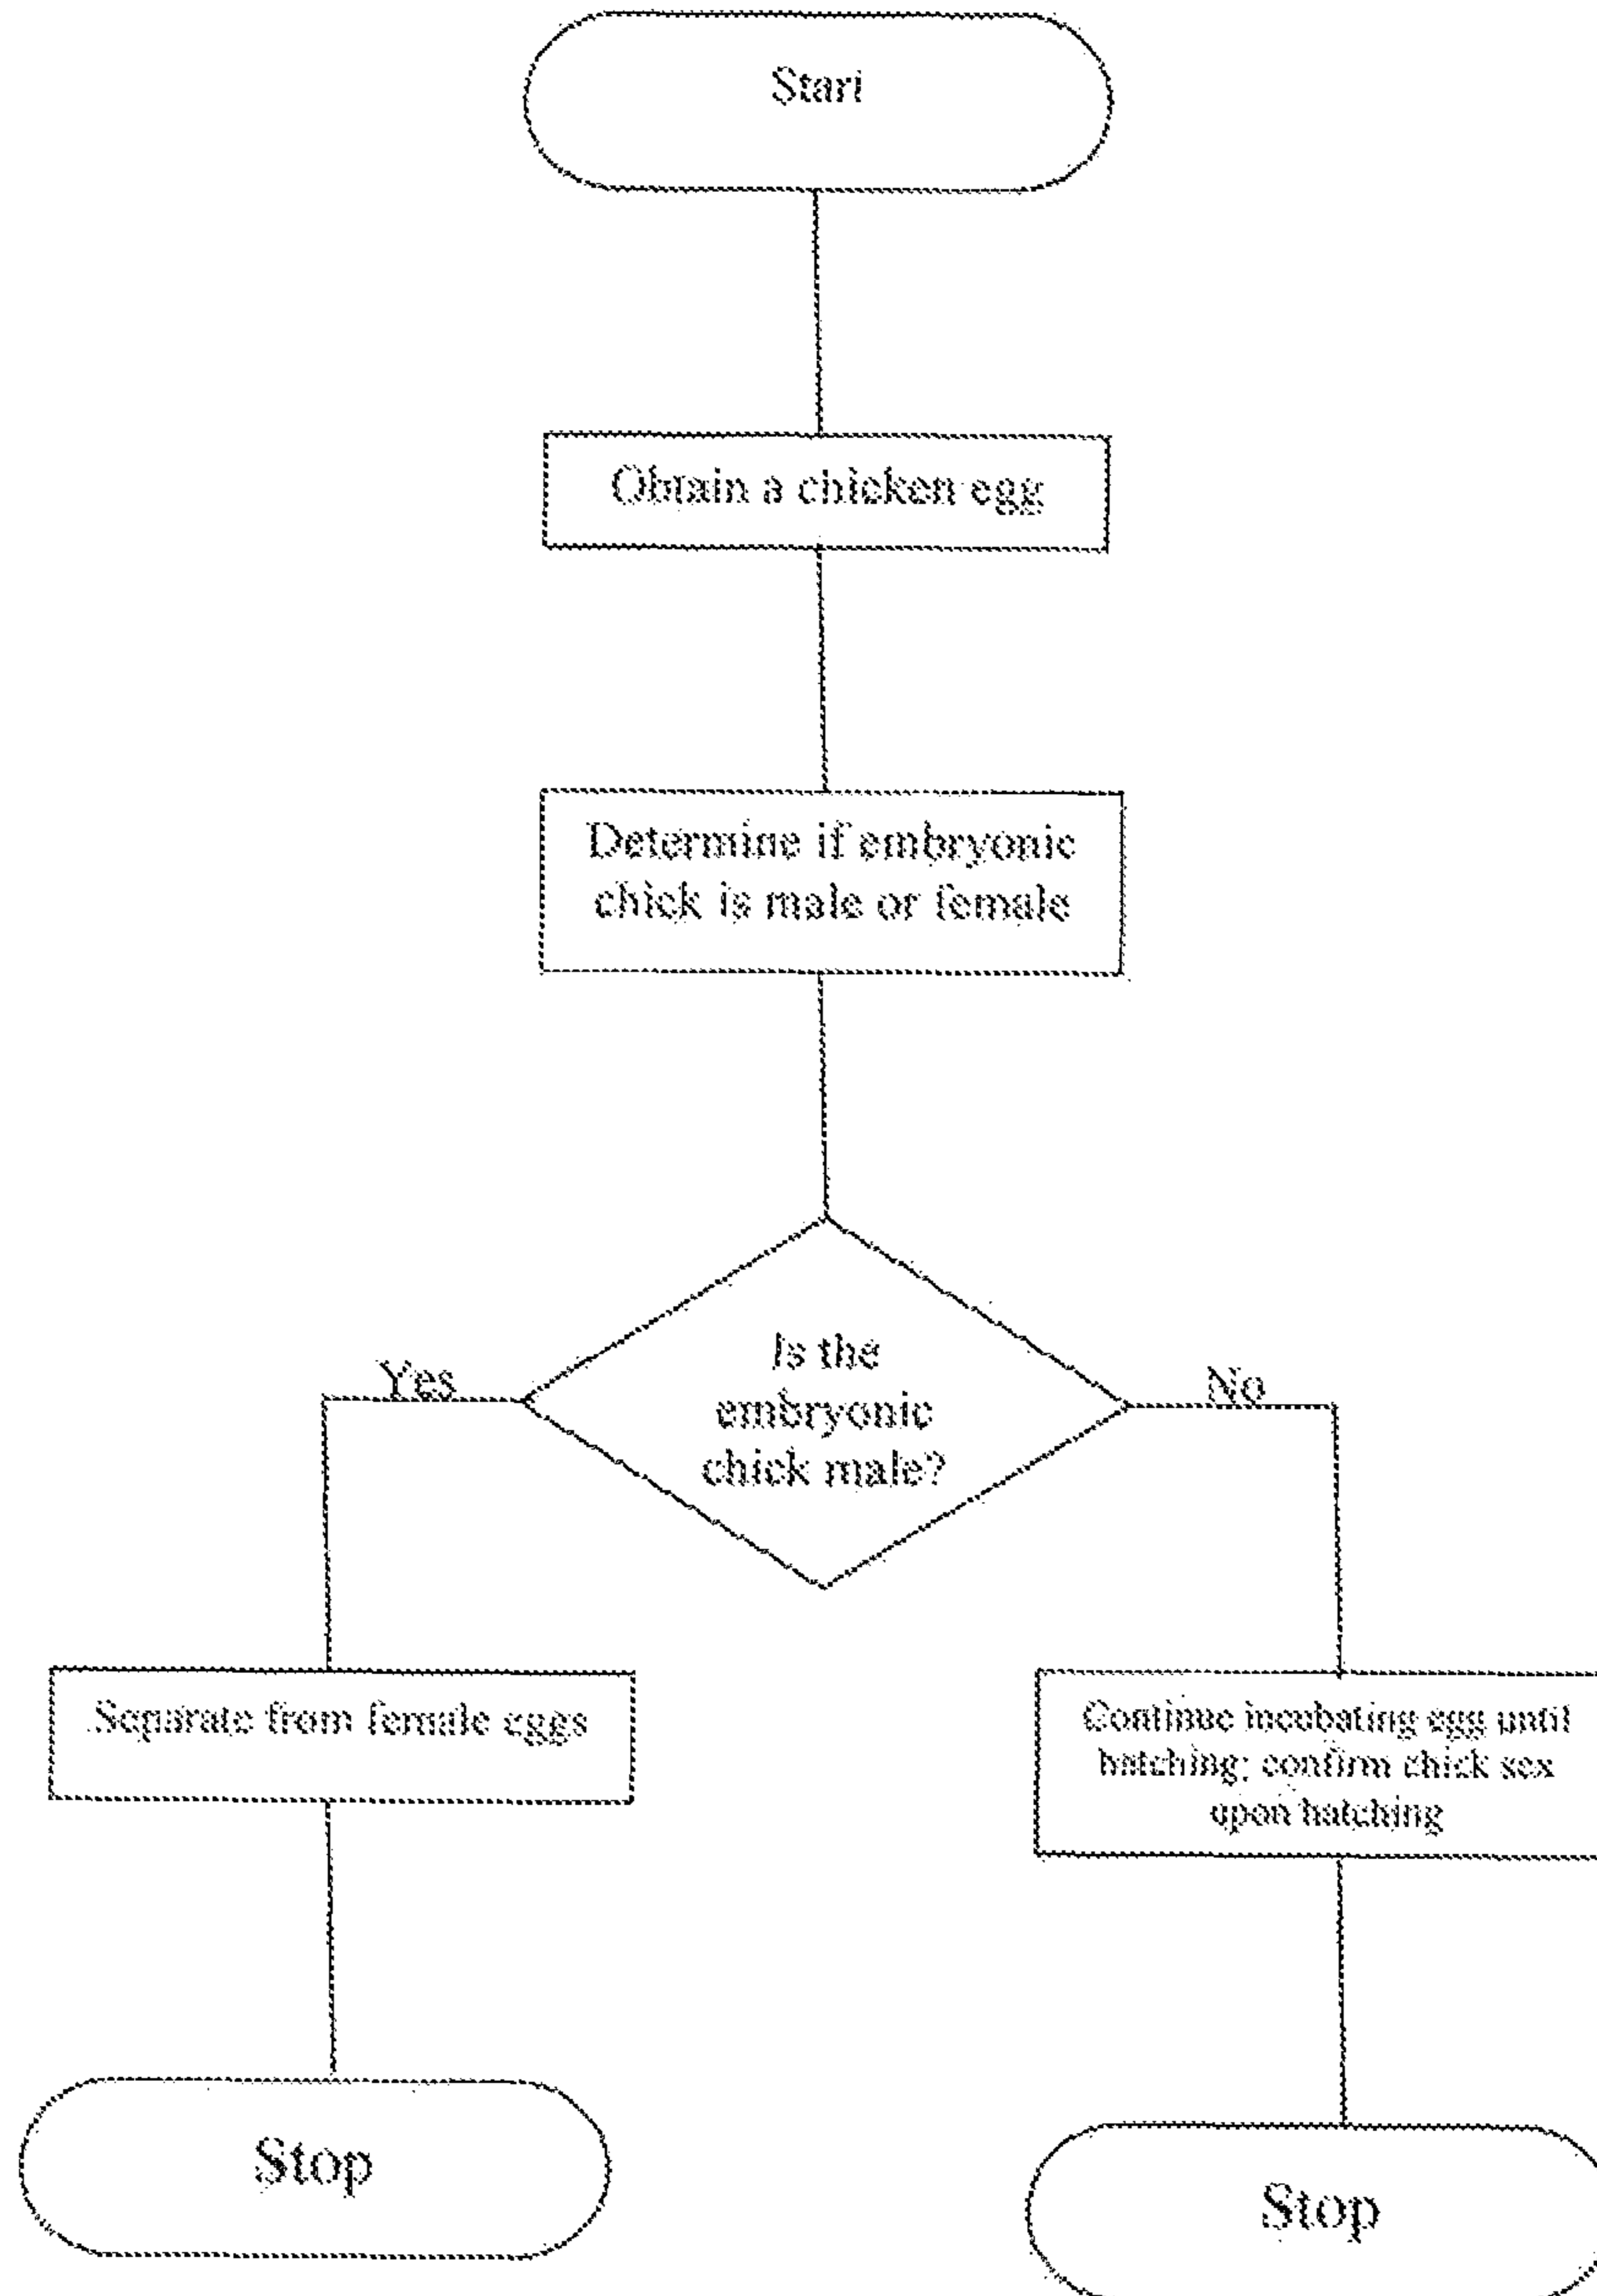 Start
Obtain a chicken egg
Determine if embryonic
chick is male or female
Is the
embryonic
chick male?
Yes
No
Separate from female eggs
Continue incubating egg until
hatching; confirm chick sex
upon hatching
Stop
Stop